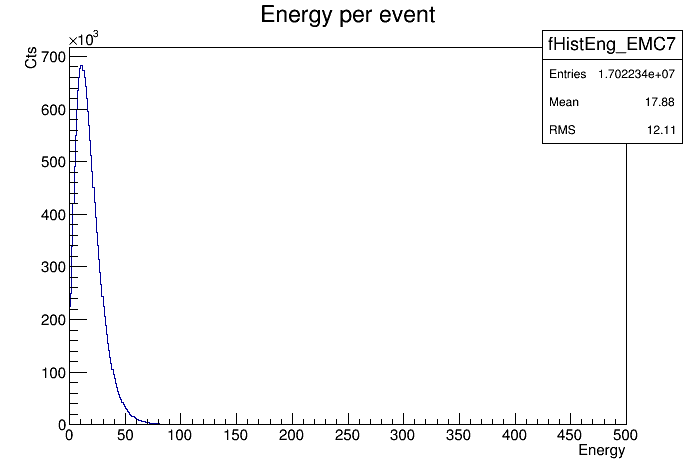 Energy per event
×10³
Cts
fHistEng_EMC7
Entries 1.702234e+07
Mean 17.88
RMS 12.11
700
600
500
400
300
200
100
0
0 50 100 150 200 250 300 350 400 450 500
Energy